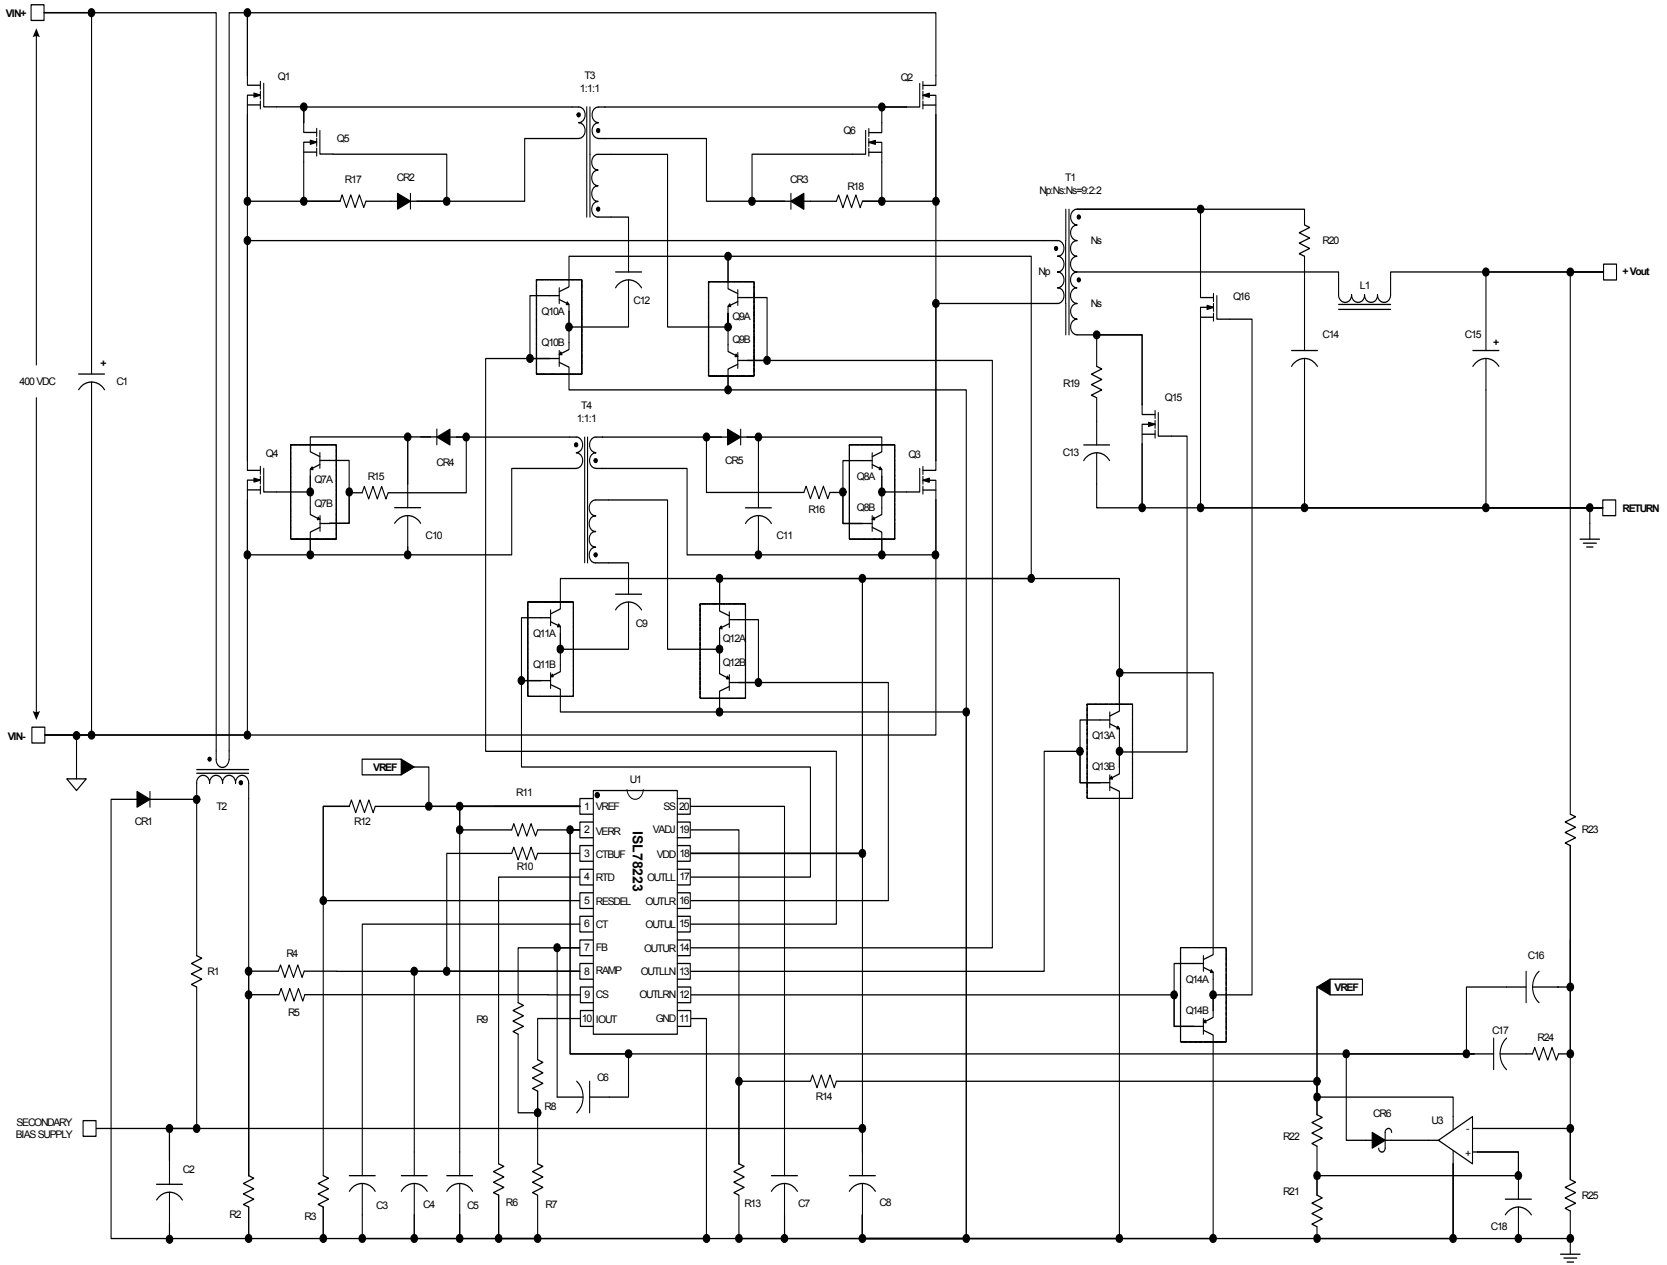 VIN+
Q1
T3
1:1:1
Q2
Q5
Q6
R17
CR2
CR3
R18
T1
Np:Ns:Ns=9:2:2
Ns
R20
+ Vout
Np
L1
Ns
Q16
C12
Q10A
Q10B
Q9A
Q9B
C14
C15
+
400 VDC
+
C1
R19
Q15
T4
1:1:1
Q4
CR4
CR5
Q3
C13
Q7A
Q7B
R15
R16
Q8A
Q8B
RETURN
C10
C11
C9
Q11A
Q11B
Q12A
Q12B
VIN-
Q13A
Q13B
VREF
U1
T2
CR1
R12
R11
R10
ISL78223
1 VREF
2 VERR
3 CTBUF
4 RTD
5 RESDEL
6 CT
7 FB
8 RAMP
9 CS
10 IOUT
SS 20
VADJ 19
VDD 18
OUTLL 17
OUTLR 16
OUTUL 15
OUTUR 14
OUTLLN 13
OUTLRN 12
GND 11
R23
R1
R4
R5
R9
Q14A
Q14B
VREF
C16
C17
R24
R8
C6
R14
SECONDARY
BIAS SUPPLY
CR6
U3
-
+
R22
C2
R2
R3
C3
C4
C5
R6
R7
R13
C7
C8
R21
C18
R25